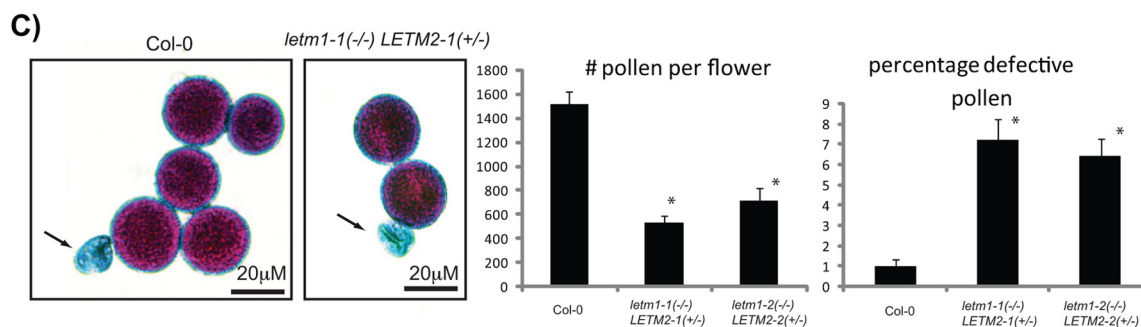 C)
Col-0
letm1-1(-/-) LETM2-1(+/-)
20µM
20µM
# pollen per flower
1800
1600
1400
1200
1000
800
600
400
200
0
*
*
Col-0
letm1-1(-/-)
LETM2-1(+/-)
letm1-2(-/-)
LETM2-2(+/-)
percentage defective
pollen
9
8
7
6
5
4
3
2
1
0
*
*
Col-0
letm1-1(-/-)
LETM2-1(+/-)
letm1-2(-/-)
LETM2-2(+/-)